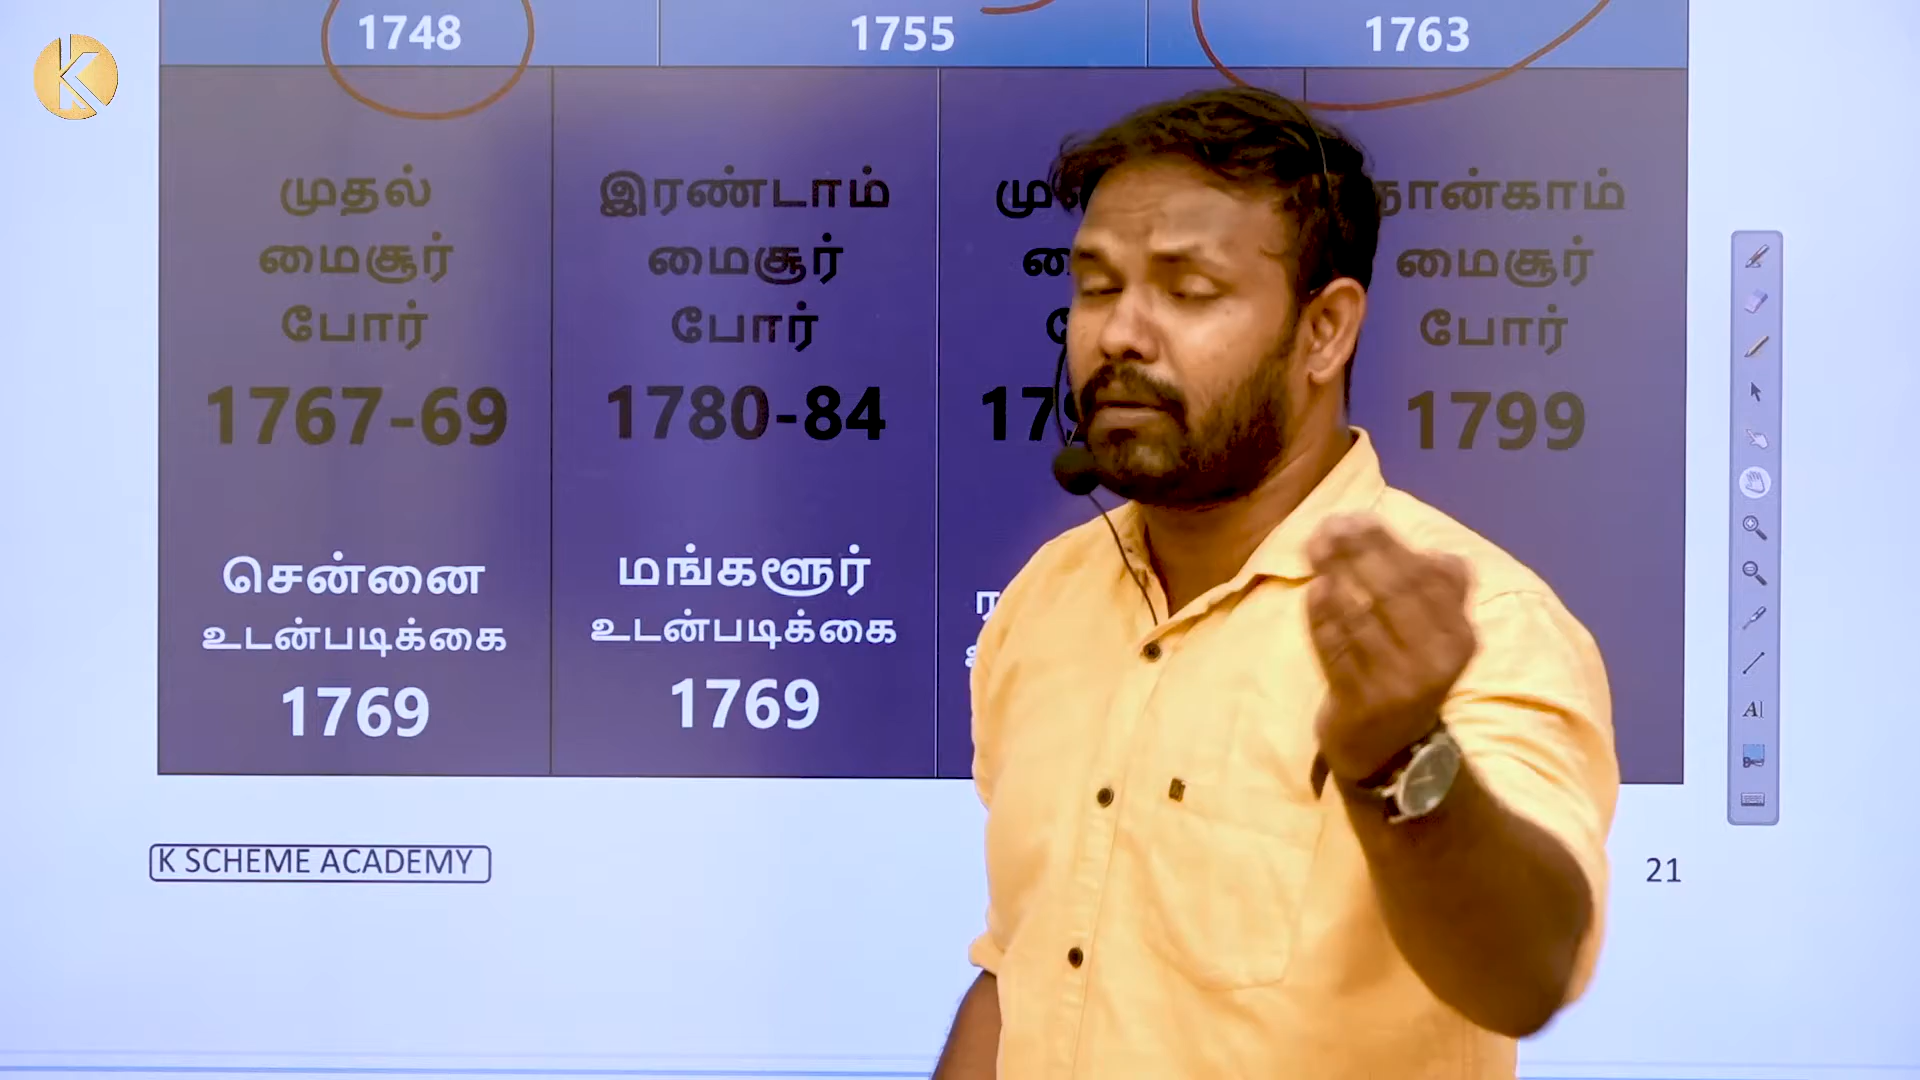 1748
1755
1763
முதல்
மைசூர்
போர்
1767-69
சென்னை
உடன்படிக்கை
1769
இரண்டாம்
மைசூர்
போர்
1780-84
மங்களூர்
உடன்படிக்கை
1769
நான்காம்
மைசூர்
போர்
1799
K SCHEME ACADEMY
21